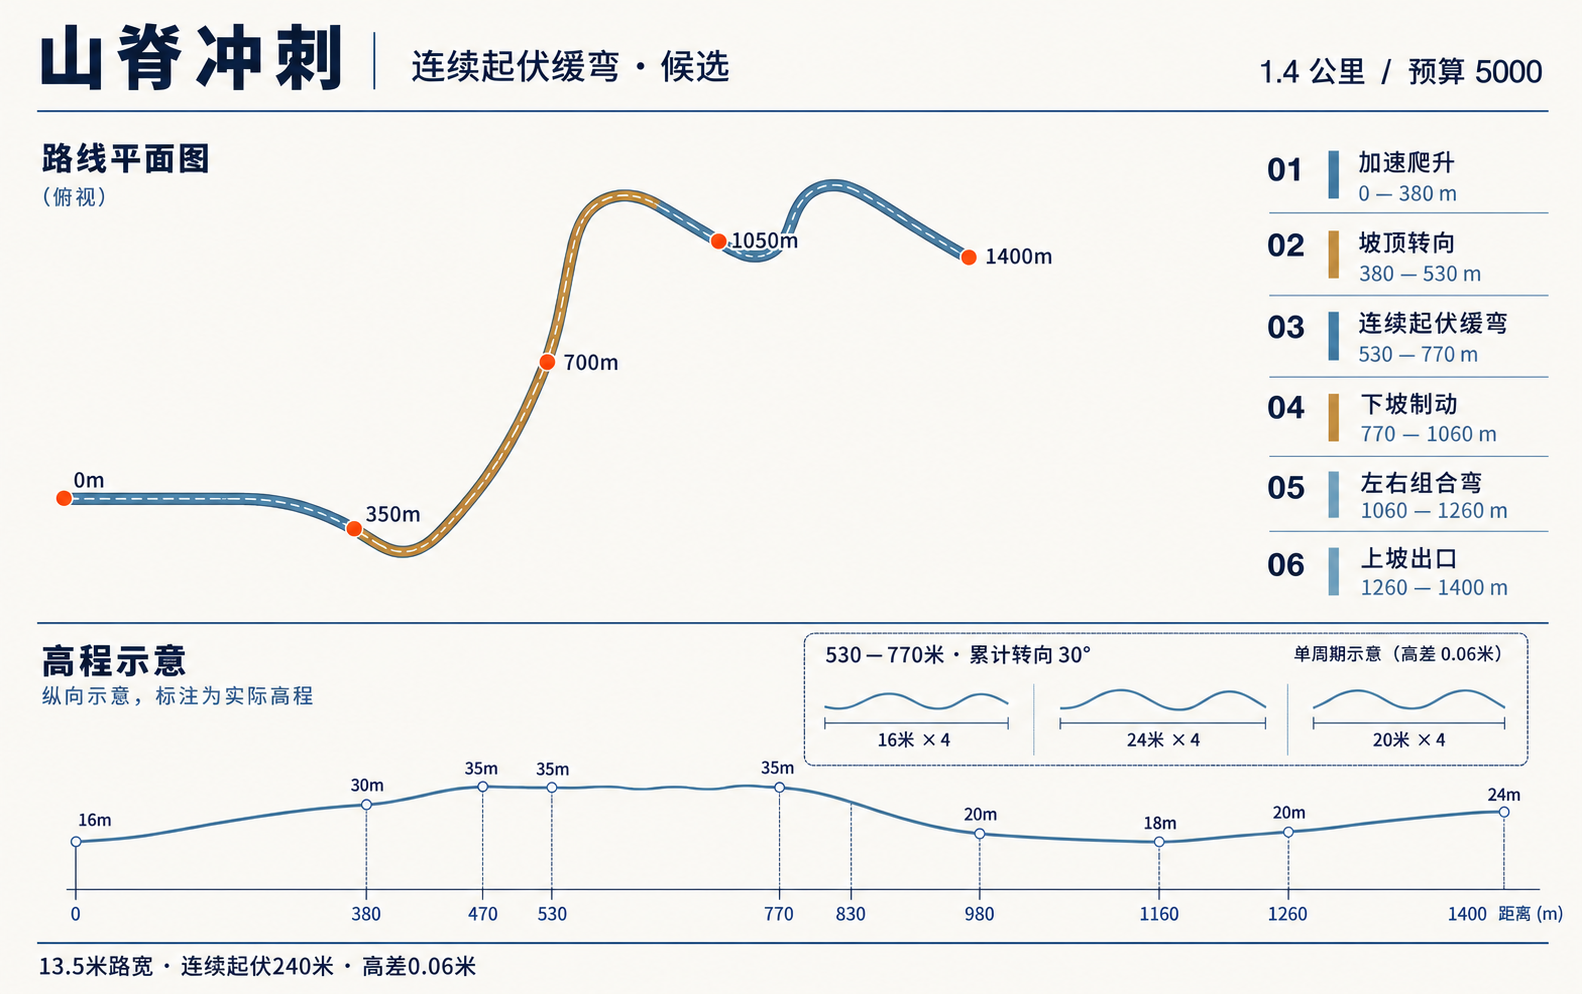 山脊冲刺
连续起伏缓弯·候选
1.4 公里 / 预算 5000
路线平面图
（俯视）
0m
350m
700m
1050m
1400m
01 加速爬升
0 — 380 m
02 坡顶转向
380 — 530 m
03 连续起伏缓弯
530 — 770 m
04 下坡制动
770 — 1060 m
05 左右组合弯
1060 — 1260 m
06 上坡出口
1260 — 1400 m
高程示意
纵向示意，标注为实际高程
530 — 770米·累计转向 30°
单周期示意（高差 0.06米）
16米 ×4
24米 ×4
20米 ×4
16m
30m
35m
35m
35m
20m
18m
20m
24m
0
380
470
530
770
830
980
1160
1260
1400
距离 (m)
13.5米路宽·连续起伏240米·高差0.06米